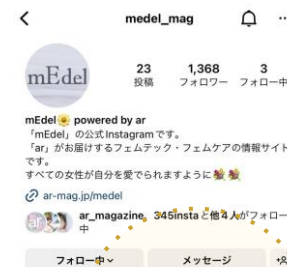 medel_mag
mEdel
23 1,368 3
投稿 フォロワー フォロー中
mEdel🌼 powered by ar
「mEdel」の公式Instagramです。
「ar」がお届けするフェムテック・フェムケアの情報サイト
です。
すべての女性が自分を愛でられますように💐💐
ar-mag.jp/medel
ar_magazine、345instaと他4人がフォロー
中
フォロー中 メッセージ